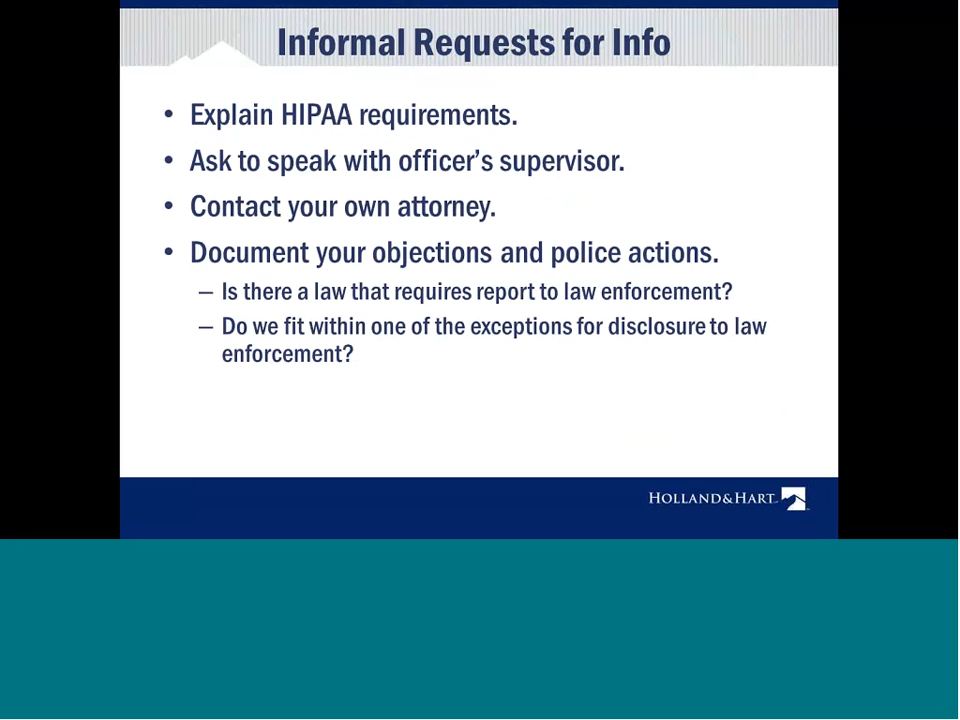 Informal Requests for Info
• Explain HIPAA requirements.
• Ask to speak with officer’s supervisor.
• Contact your own attorney.
• Document your objections and police actions.
– Is there a law that requires report to law enforcement?
– Do we fit within one of the exceptions for disclosure to law
enforcement?
HOLLAND&HART